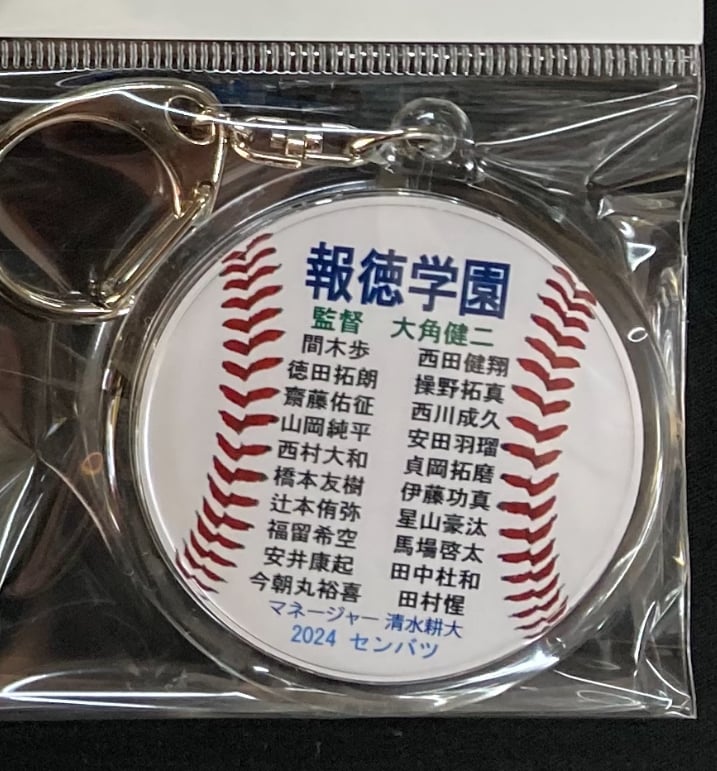 報徳学園
監督 大角健二
間木歩 西田健翔
徳田拓朗 操野拓真
齋藤佑征 西川成久
山岡純平 安田羽瑠
西村大和 貞岡拓磨
橋本友樹 伊藤功真
辻本侑弥 星山豪汰
福留希空 馬場啓太
安井康起 田中杜和
今朝丸裕喜 田村惺
マネージャー 清水耕大
2024 センバツ